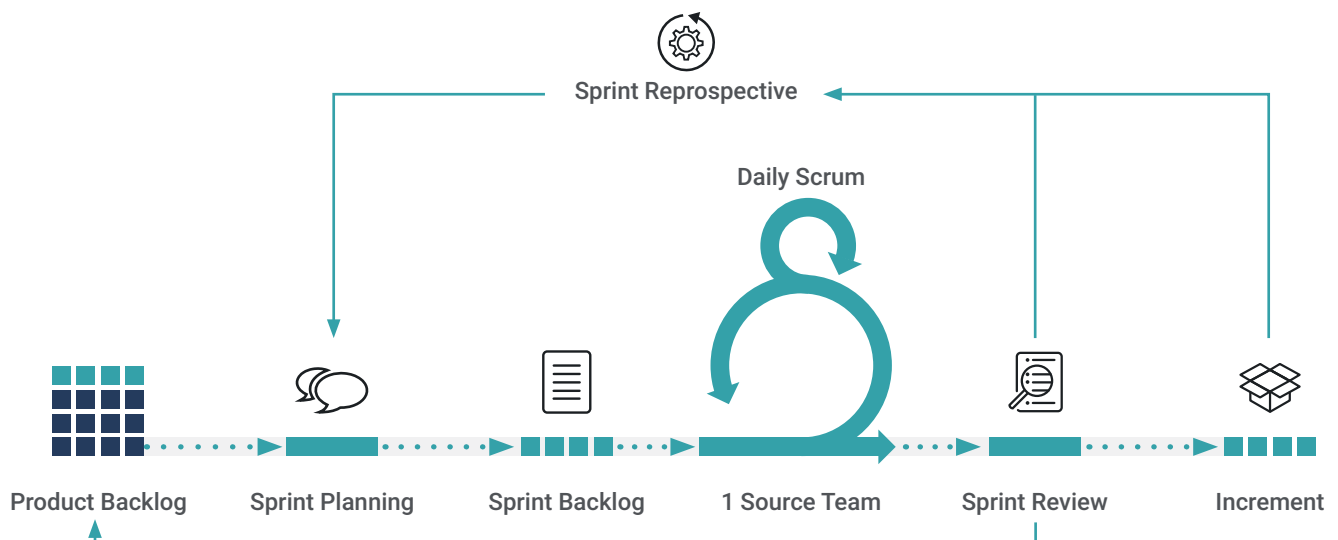 Sprint Reprospective
Daily Scrum
Product Backlog
Sprint Planning
Sprint Backlog
1 Source Team
Sprint Review
Increment